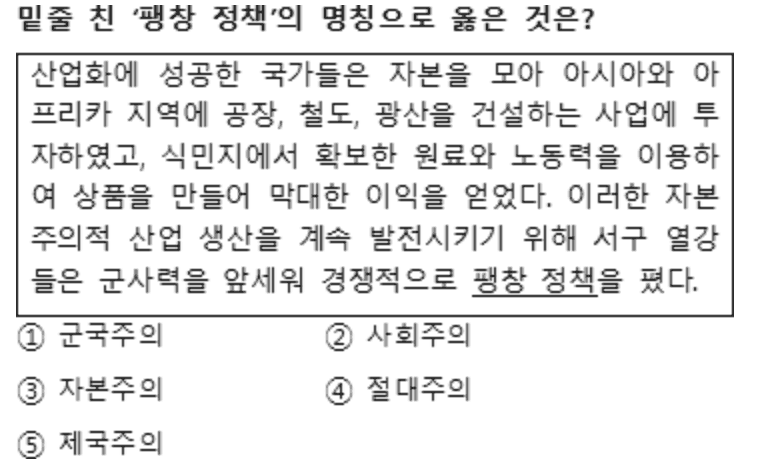 밑줄 친 '팽창 정책'의 명칭으로 옳은 것은?
산업화에 성공한 국가들은 자본을 모아 아시아와 아
프리카 지역에 공장, 철도, 광산을 건설하는 사업에 투
자하였고, 식민지에서 확보한 원료와 노동력을 이용하
여 상품을 만들어 막대한 이익을 얻었다. 이러한 자본
주의적 산업 생산을 계속 발전시키기 위해 서구 열강
들은 군사력을 앞세워 경쟁적으로 팽창 정책을 폈다.
① 군국주의 ② 사회주의
③ 자본주의 ④ 절대주의
⑤ 제국주의